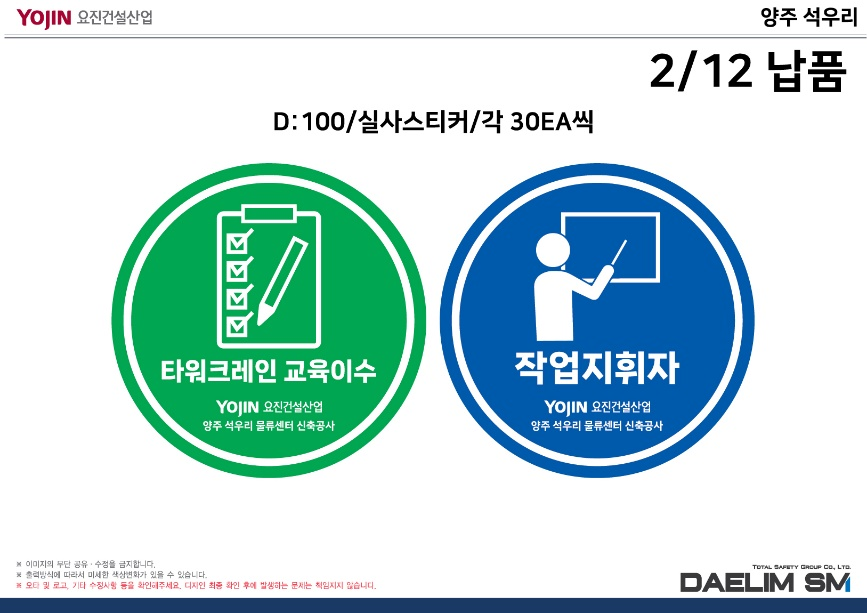 YOJIN 요진건설산업
양주 석우리
2/12 납품
D:100/실사스티커/각 30EA씩
타워크레인 교육이수
YOJIN 요진건설산업
양주 석우리 물류센터 신축공사
작업지휘자
YOJIN 요진건설산업
양주 석우리 물류센터 신축공사
※ 이미지의 무단 공유·수정을 금지합니다.
※ 출력방식에 따라서 미세한 색상변화가 있을 수 있습니다.
※ 오타 및 로고, 기타 수정사항 등을 확인해주세요. 디자인 최종 확인 후에 발생하는 문제는 책임지지 않습니다.
TOTAL SAFETY GROUP CO., LTD.
DAELIM SM